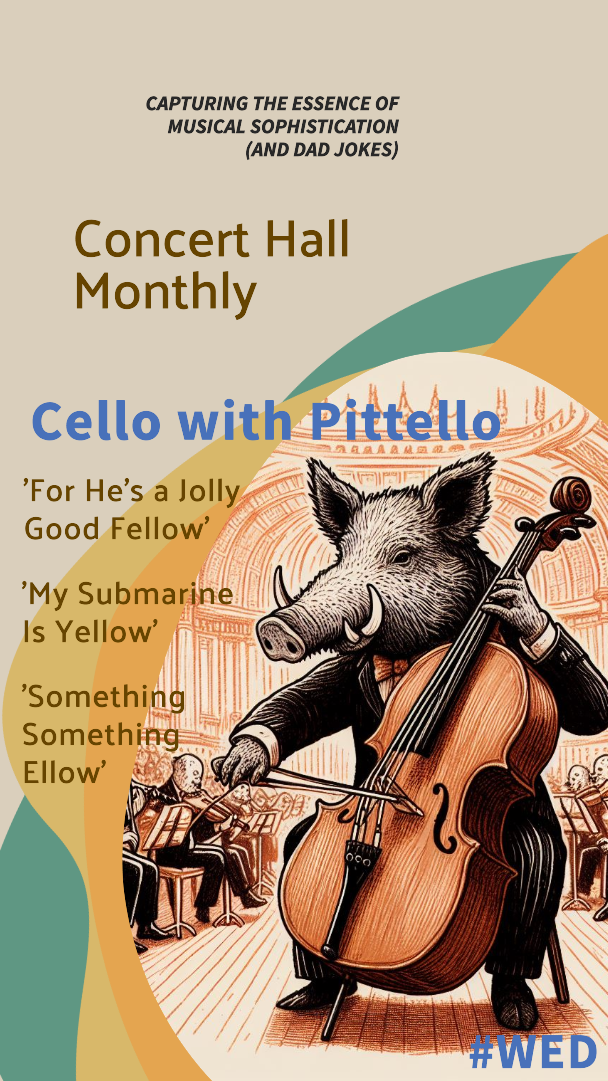 CAPTURING THE ESSENCE OF
MUSICAL SOPHISTICATION
(AND DAD JOKES)
Concert Hall
Monthly
Cello with Pittello
'For He's a Jolly
Good Fellow'
'My Submarine
Is Yellow'
'Something
Something
Ellow'
#WED